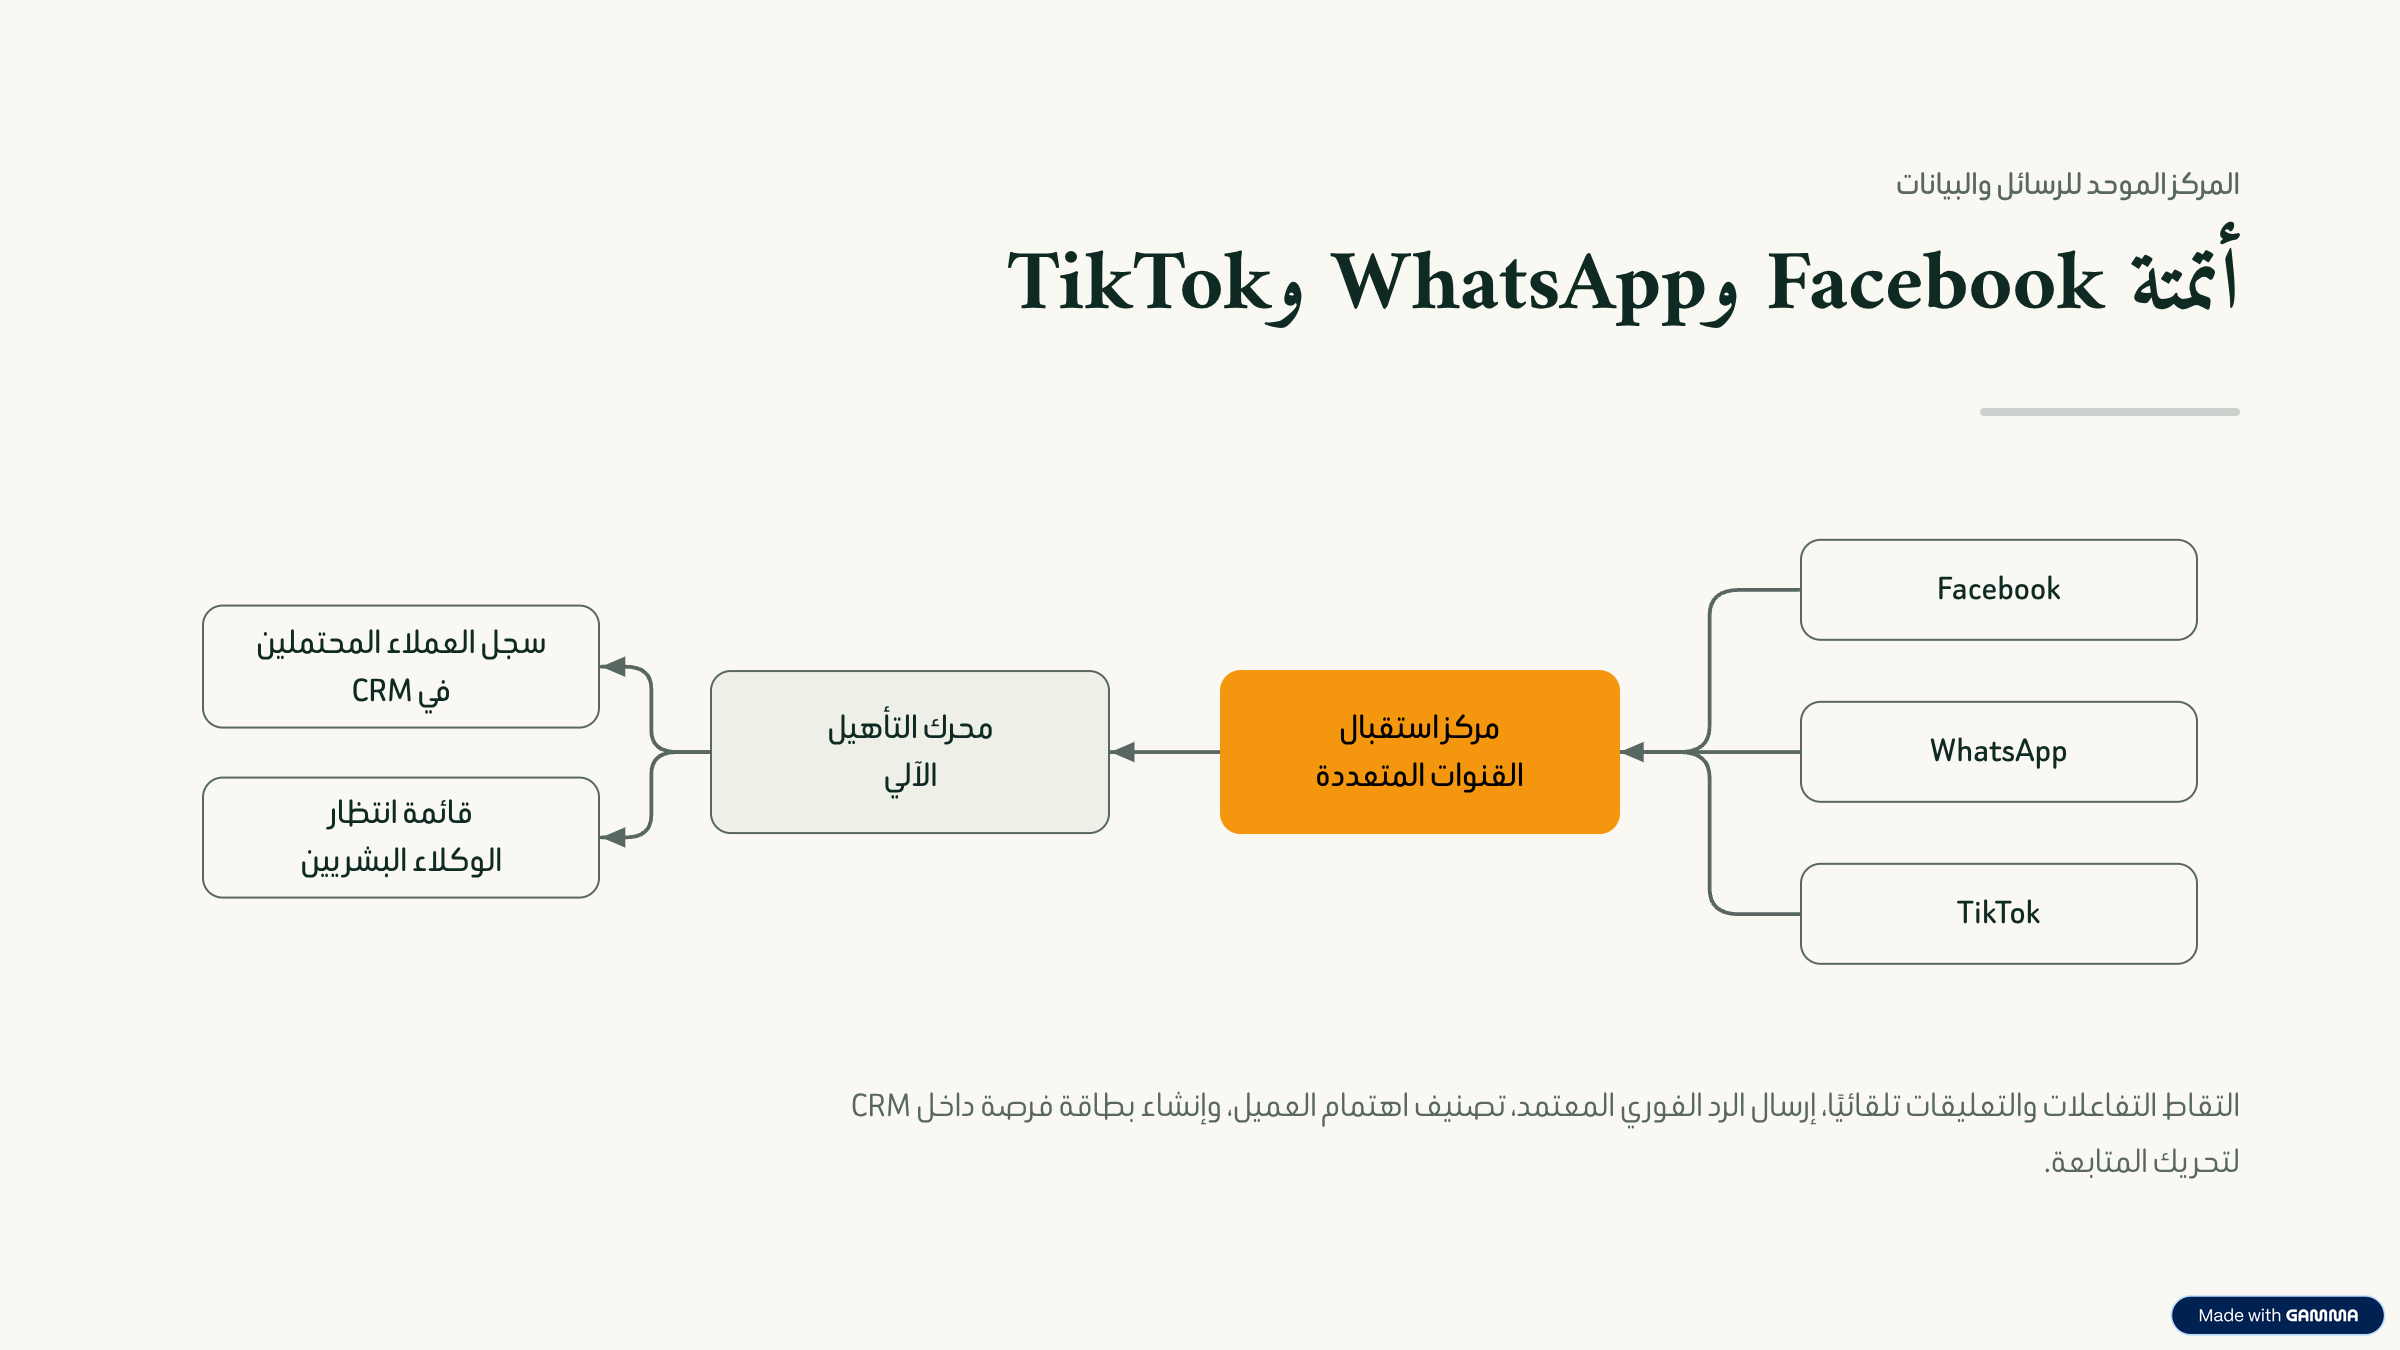 المركز الموحد للرسائل والبيانات
أتمتة Facebook وWhatsApp وTikTok
Facebook
WhatsApp
TikTok
مركز استقبال
القنوات المتعددة
محرك التأهيل
الآلي
سجل العملاء المحتملين
في CRM
قائمة انتظار
الوكلاء البشريين
التقاط التفاعلات والتعليقات تلقائيًا، إرسال الرد الفوري المعتمد، تصنيف اهتمام العميل، وإنشاء بطاقة فرصة داخل CRM
لتحريك المتابعة.
Made with GAMMA